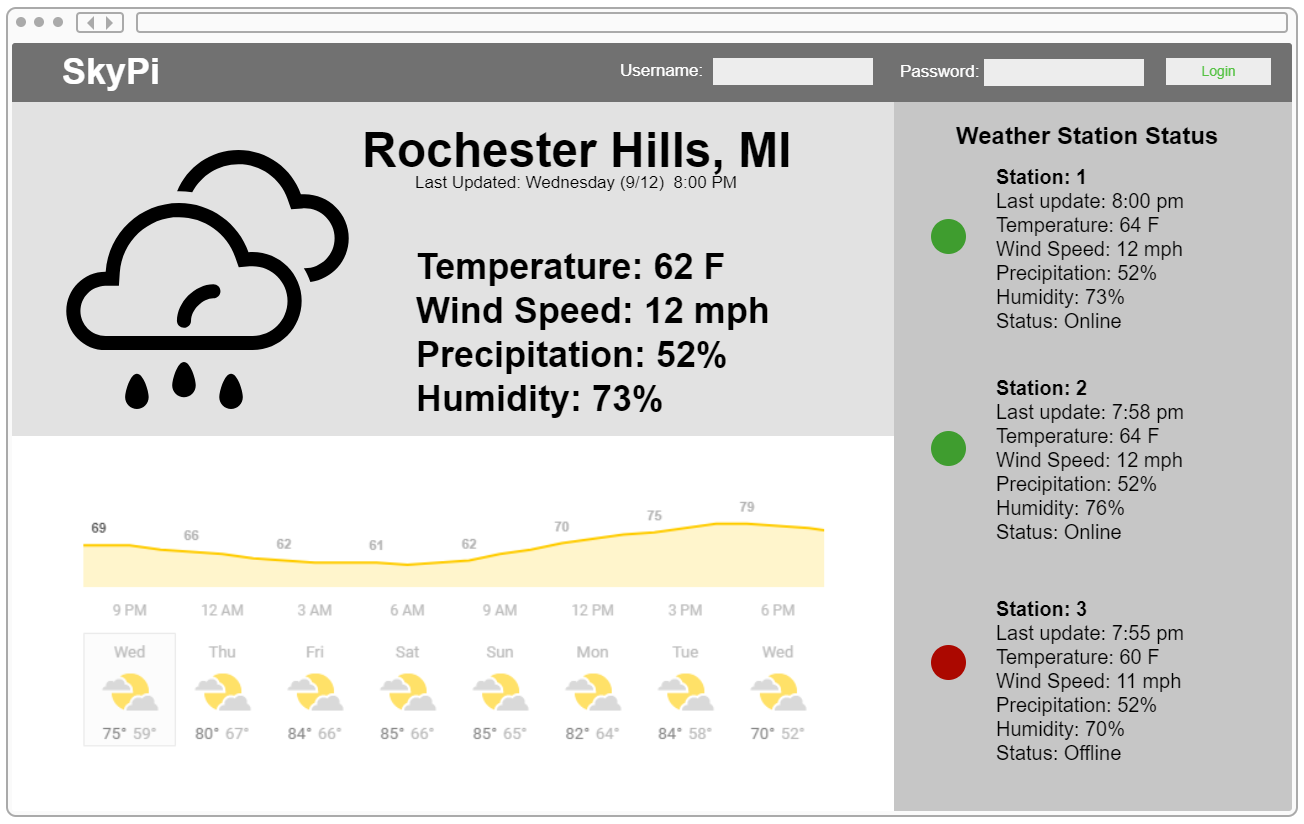 SkyPi
Username:
Password:
Login
Rochester Hills, MI
Last Updated: Wednesday (9/12) 8:00 PM
Temperature: 62 F
Wind Speed: 12 mph
Precipitation: 52%
Humidity: 73%
69 66 62 61 62 70 75 79
9 PM 12 AM 3 AM 6 AM 9 AM 12 PM 3 PM 6 PM
Wed Thu Fri Sat Sun Mon Tue Wed
75° 59° 80° 67° 84° 66° 85° 66° 85° 65° 82° 64° 84° 58° 70° 52°
Weather Station Status
Station: 1
Last update: 8:00 pm
Temperature: 64 F
Wind Speed: 12 mph
Precipitation: 52%
Humidity: 73%
Status: Online
Station: 2
Last update: 7:58 pm
Temperature: 64 F
Wind Speed: 12 mph
Precipitation: 52%
Humidity: 76%
Status: Online
Station: 3
Last update: 7:55 pm
Temperature: 60 F
Wind Speed: 11 mph
Precipitation: 52%
Humidity: 70%
Status: Offline